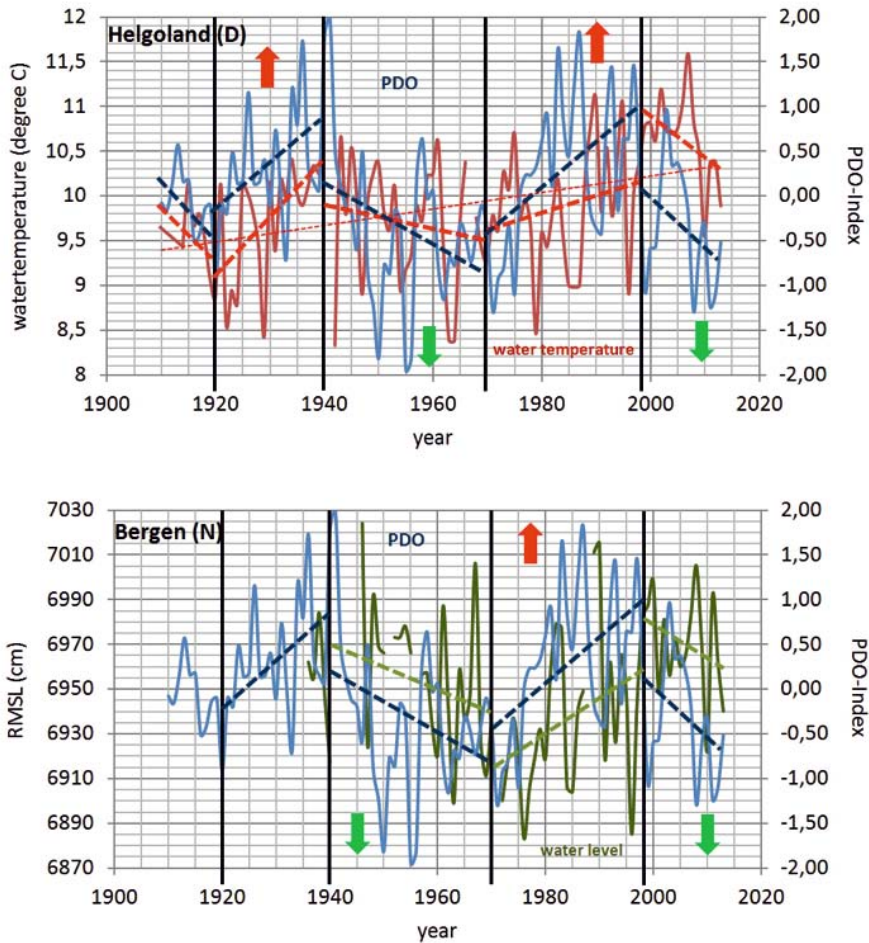 Helgoland (D)
PDO
12
11,5
11
10,5
10
9,5
9
8,5
8
watertemperature (degree C)
2,00
1,50
1,00
0,50
0,00
-0,50
-1,00
-1,50
-2,00
PDO-Index
water temperature
1900 1920 1940 1960 1980 2000 2020
year
Bergen (N)
PDO
7030
7010
6990
6970
6950
6930
6910
6890
6870
RMSL (cm)
2,00
1,50
1,00
0,50
0,00
-0,50
-1,00
-1,50
-2,00
PDO-Index
water level
1900 1920 1940 1960 1980 2000 2020
year